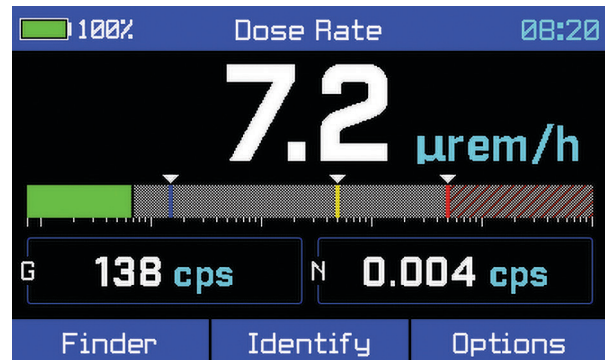 100% Dose Rate 08:20
7.2 µrem/h
G 138 cps N 0.004 cps
Finder Identify Options